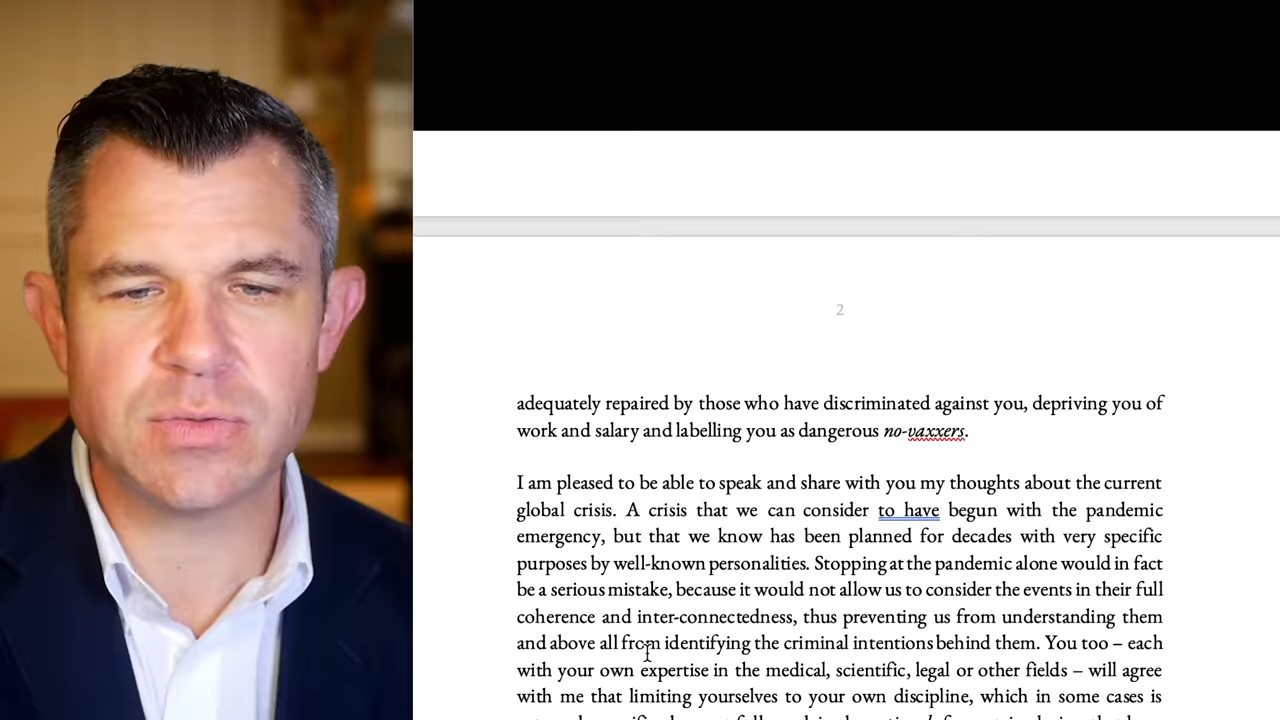 2
adequately repaired by those who have discriminated against you, depriving you of
work and salary and labelling you as dangerous no-vaxxers.
I am pleased to be able to speak and share with you my thoughts about the current
global crisis. A crisis that we can consider to have begun with the pandemic
emergency, but that we know has been planned for decades with very specific
purposes by well-known personalities. Stopping at the pandemic alone would in fact
be a serious mistake, because it would not allow us to consider the events in their full
coherence and inter-connectedness, thus preventing us from understanding them
and above all from identifying the criminal intentions behind them. You too – each
with your own expertise in the medical, scientific, legal or other fields – will agree
with me that limiting yourselves to your own discipline, which in some cases is